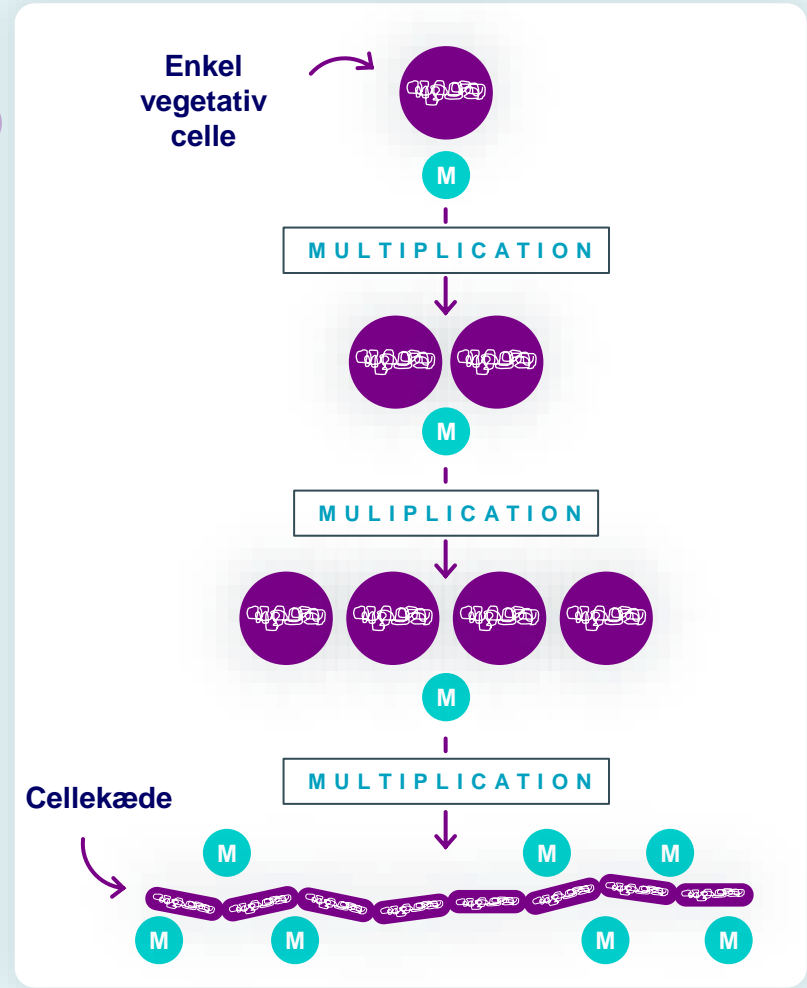 Enkel
vegetativ
celle
M
MULTIPLICATION
M
MULIPLICATION
M
MULTIPLICATION
Cellekæde
M M M
M M M M